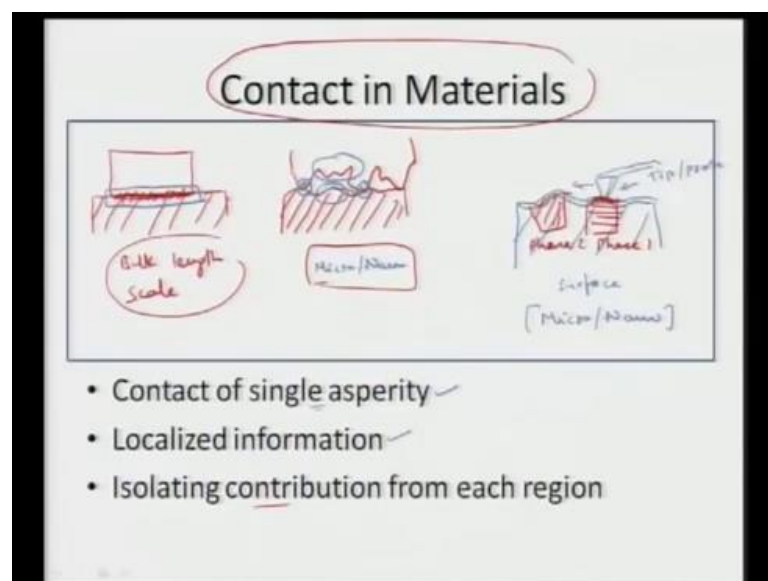 Contact in Materials
Tip/probe
Bulk length
scale
Micro/Nano
phase 2 phase 1
Surface
[Micro/Nano]
• Contact of single asperity
• Localized information
• Isolating contribution from each region